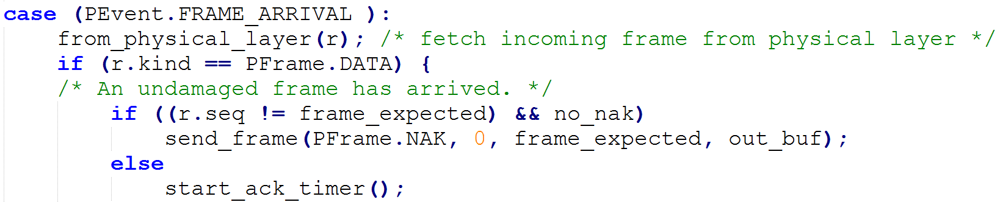 case (PEvent.FRAME_ARRIVAL ):
from_physical_layer(r); /* fetch incoming frame from physical layer */
if (r.kind == PFrame.DATA) {
/* An undamaged frame has arrived. */
if ((r.seq != frame_expected) && no_nak)
send_frame(PFrame.NAK, 0, frame_expected, out_buf);
else
start_ack_timer();